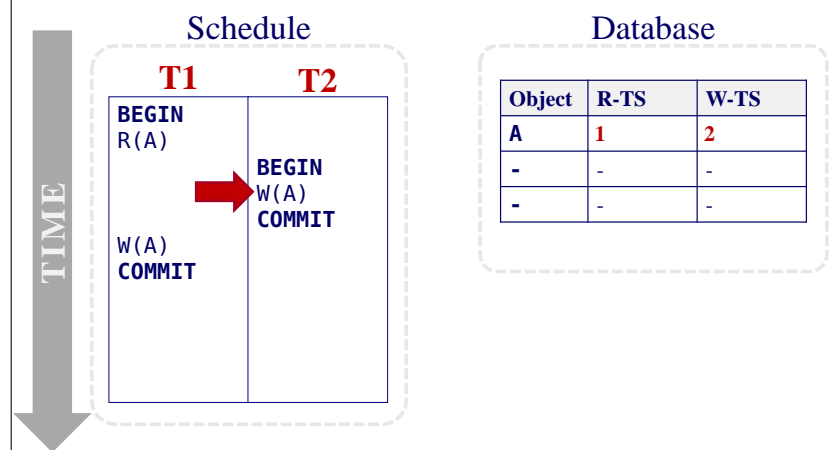 Schedule
TIME
T1 T2
BEGIN
R(A)
BEGIN
W(A)
COMMIT
W(A)
COMMIT
Database
Object R-TS W-TS
A 1 2
- - -
- - -